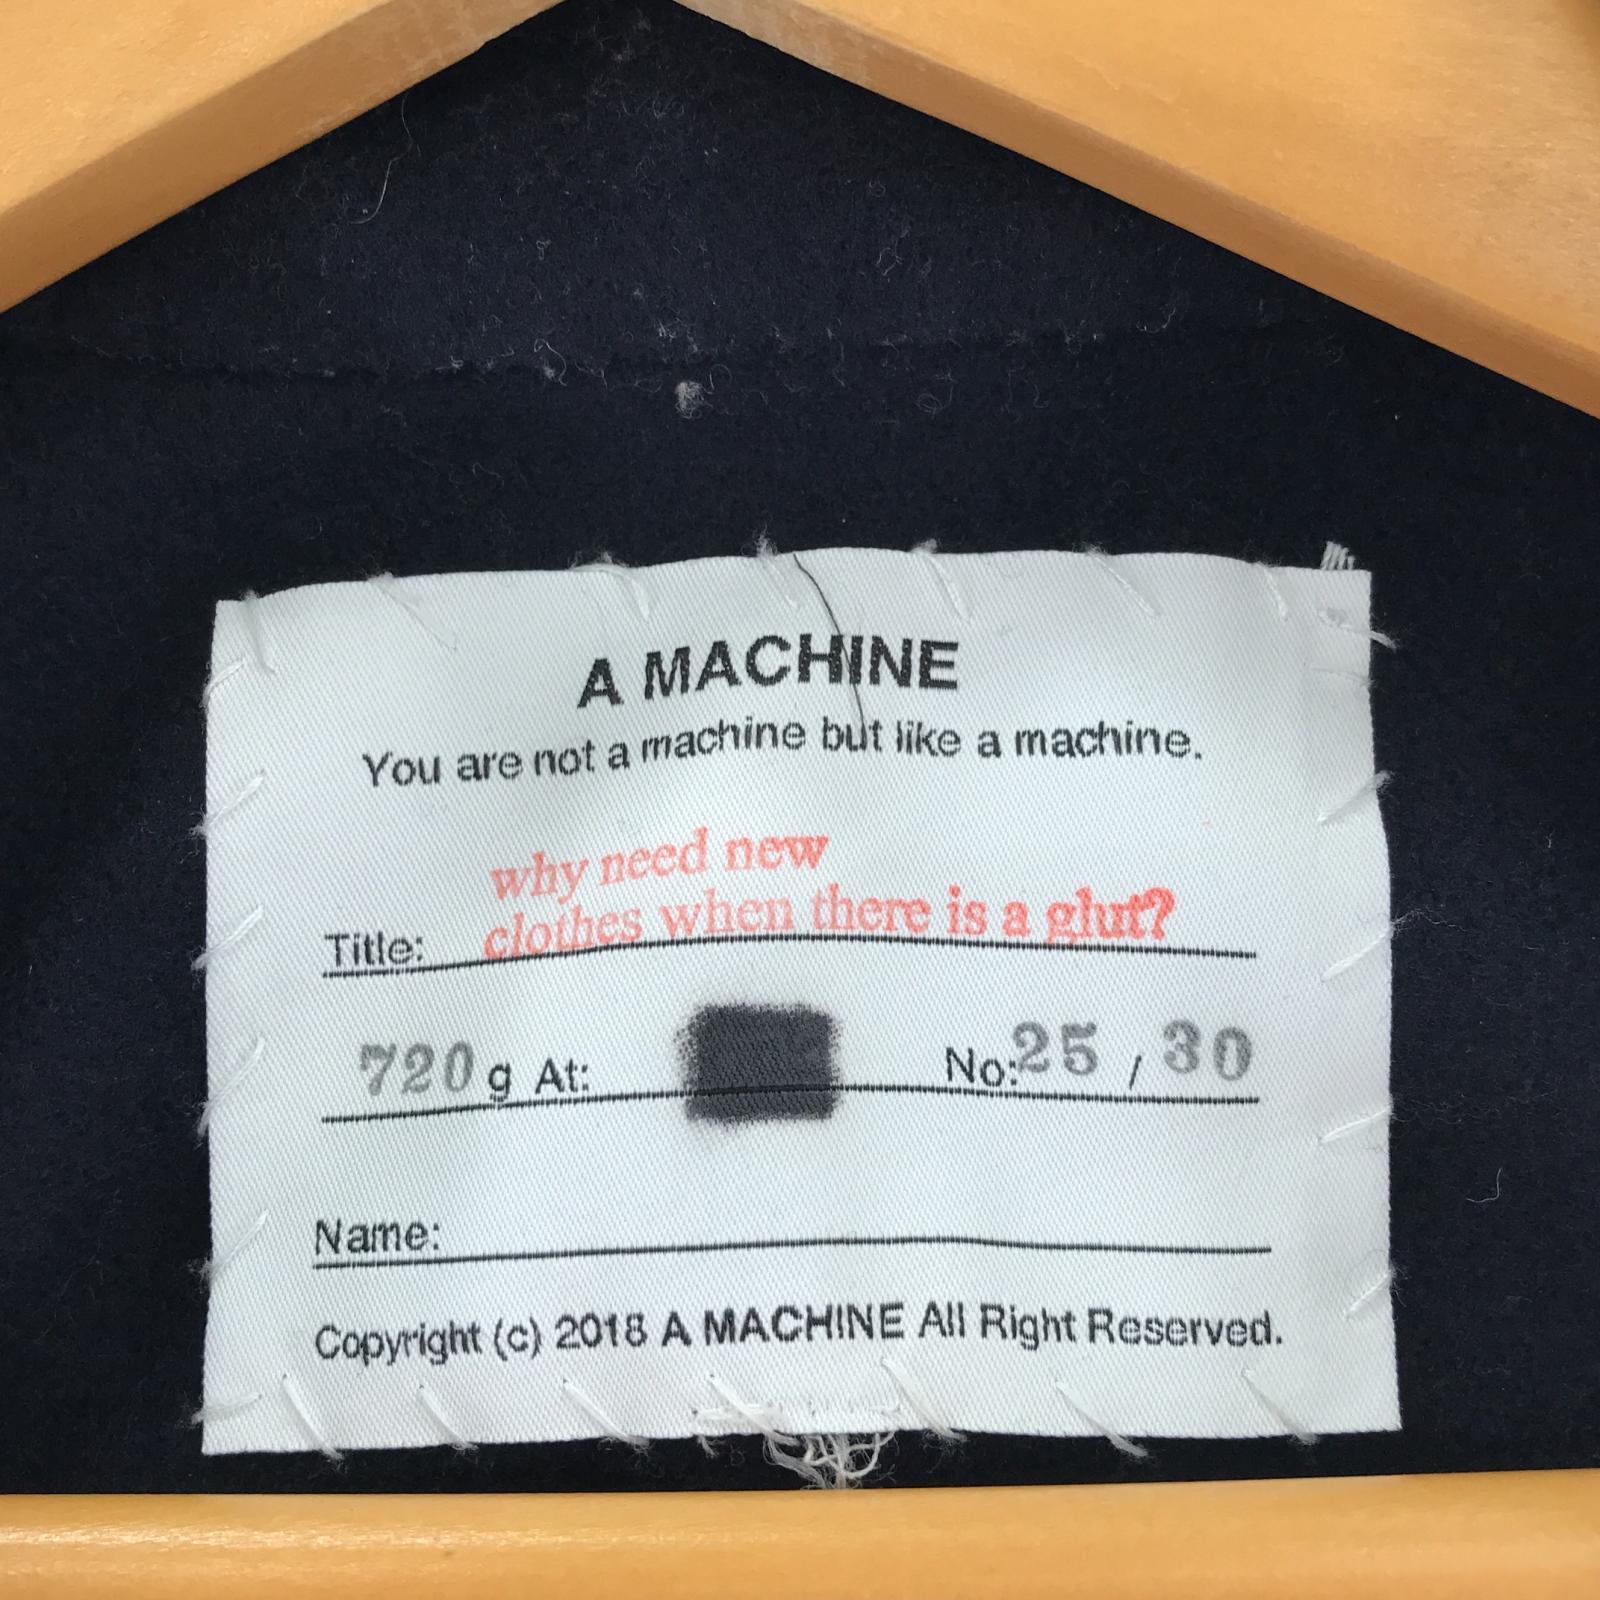 A MACHINE
You are not a machine but like a machine.
why need new
Title: clothes when there is a glut?
720 g At: No: 25 / 30
Name:
Copyright (c) 2018 A MACHINE All Right Reserved.